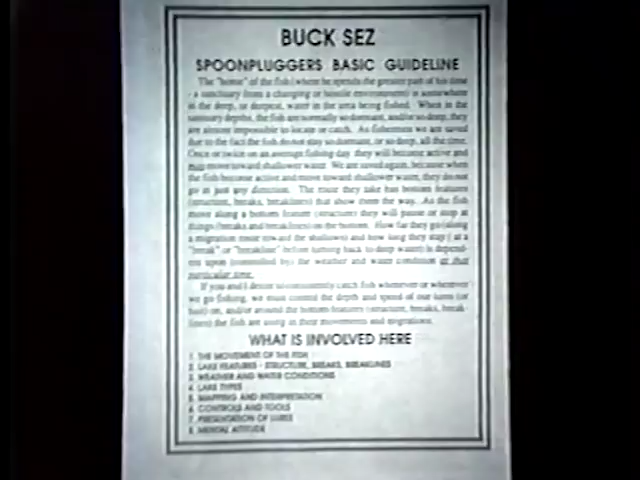 BUCK SEZ
SPOONPLUGGERS BASIC GUIDELINE
The "home" of the fish (where he spends the greater part of his time
- a sanctuary from a changing or hostile environment) is somewhere
in the deep, or deepest, water in the area being fished. When in the
sanctuary depths, the fish are normally so dormant, and/or so deep, they
are almost impossible to locate or catch. As fishermen we are saved
due to the fact the fish do not stay so dormant, or so deep, all the time.
Once or twice on an average fishing day they will become active and
may move toward shallower water. We are saved again, because when
the fish become active and move toward shallower water, they do not
go in just any direction. The route they take has bottom features
(structure, breaks, breaklines) that show them the way. As the fish
move along a bottom feature (structure) they will pause or stop at
things (breaks and breaklines) on the bottom. How far they go (along
a migration route toward the shallows) and how long they stay ( at a
"break" or "breakline" before turning back to deep water) is depend-
ent upon (controlled by) the weather and water condition at that
particular time.
If you and I desire to consistently catch fish whenever or wherever
we go fishing, we must control the depth and speed of our lures (or
bait) on, and/or around the bottom features (structure, breaks, break-
lines) the fish are using in their movements and migrations.
WHAT IS INVOLVED HERE
1. THE MOVEMENT OF THE FISH
2. LAKE FEATURES - STRUCTURE, BREAKS, BREAKLINES
3. WEATHER AND WATER CONDITIONS
4. LAKE TYPES
5. MAPPING AND INTERPRETATION
6. CONTROLS AND TOOLS
7. PRESENTATION OF LURES
8. MENTAL ATTITUDE